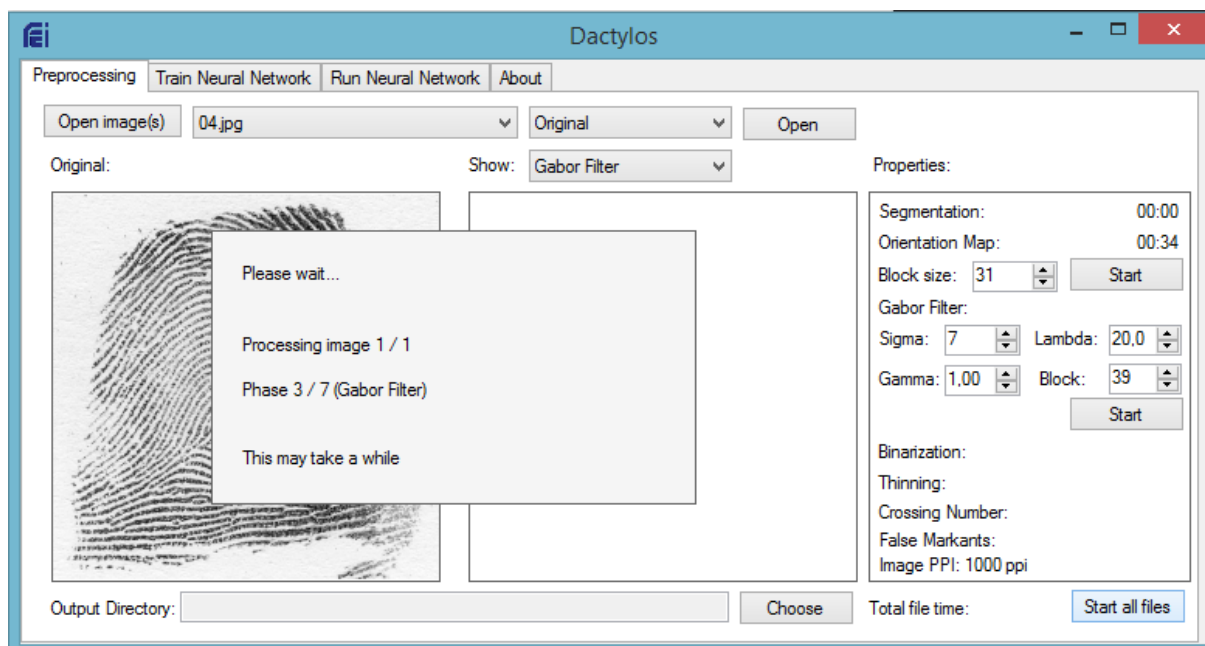 Dactylos
Preprocessing Train Neural Network Run Neural Network About
Open image(s) 04.jpg Original Open
Original: Show: Gabor Filter Properties:
Segmentation: 00:00
Orientation Map: 00:34
Block size: 31 Start
Gabor Filter:
Sigma: 7 Lambda: 20,0
Gamma: 1,00 Block: 39
Start
Binarization:
Thinning:
Crossing Number:
False Markants:
Image PPI: 1000 ppi
Please wait...
Processing image 1 / 1
Phase 3 / 7 (Gabor Filter)
This may take a while
Output Directory: Choose Total file time: Start all files